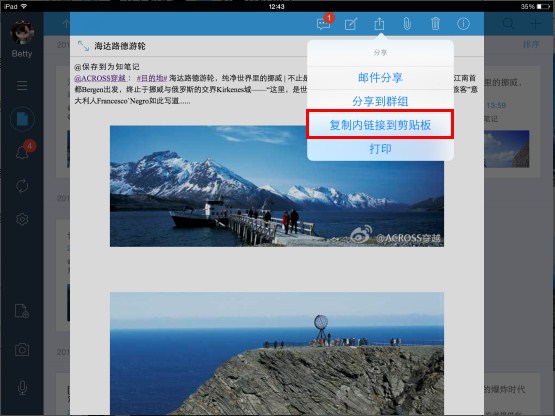 iPad
12:43
35%
1
Betty
个
排序
海达路德游轮
分享
@保存到为知笔记
邮件分享
@ACROSS穿越：#目的地# 海达路德游轮，纯净世界里的挪威 | 不止是
江南首
的挪威，
都Bergen出发，终止于挪威与俄罗斯的交界Kirkenes城——“这里，是世
旅客”意
分享到群组
大利人Francesco`Negro如此写道......
13:58
复制内链接到剪贴板
笔记
打印
4
@ACROSS穿越
的爆炸时代